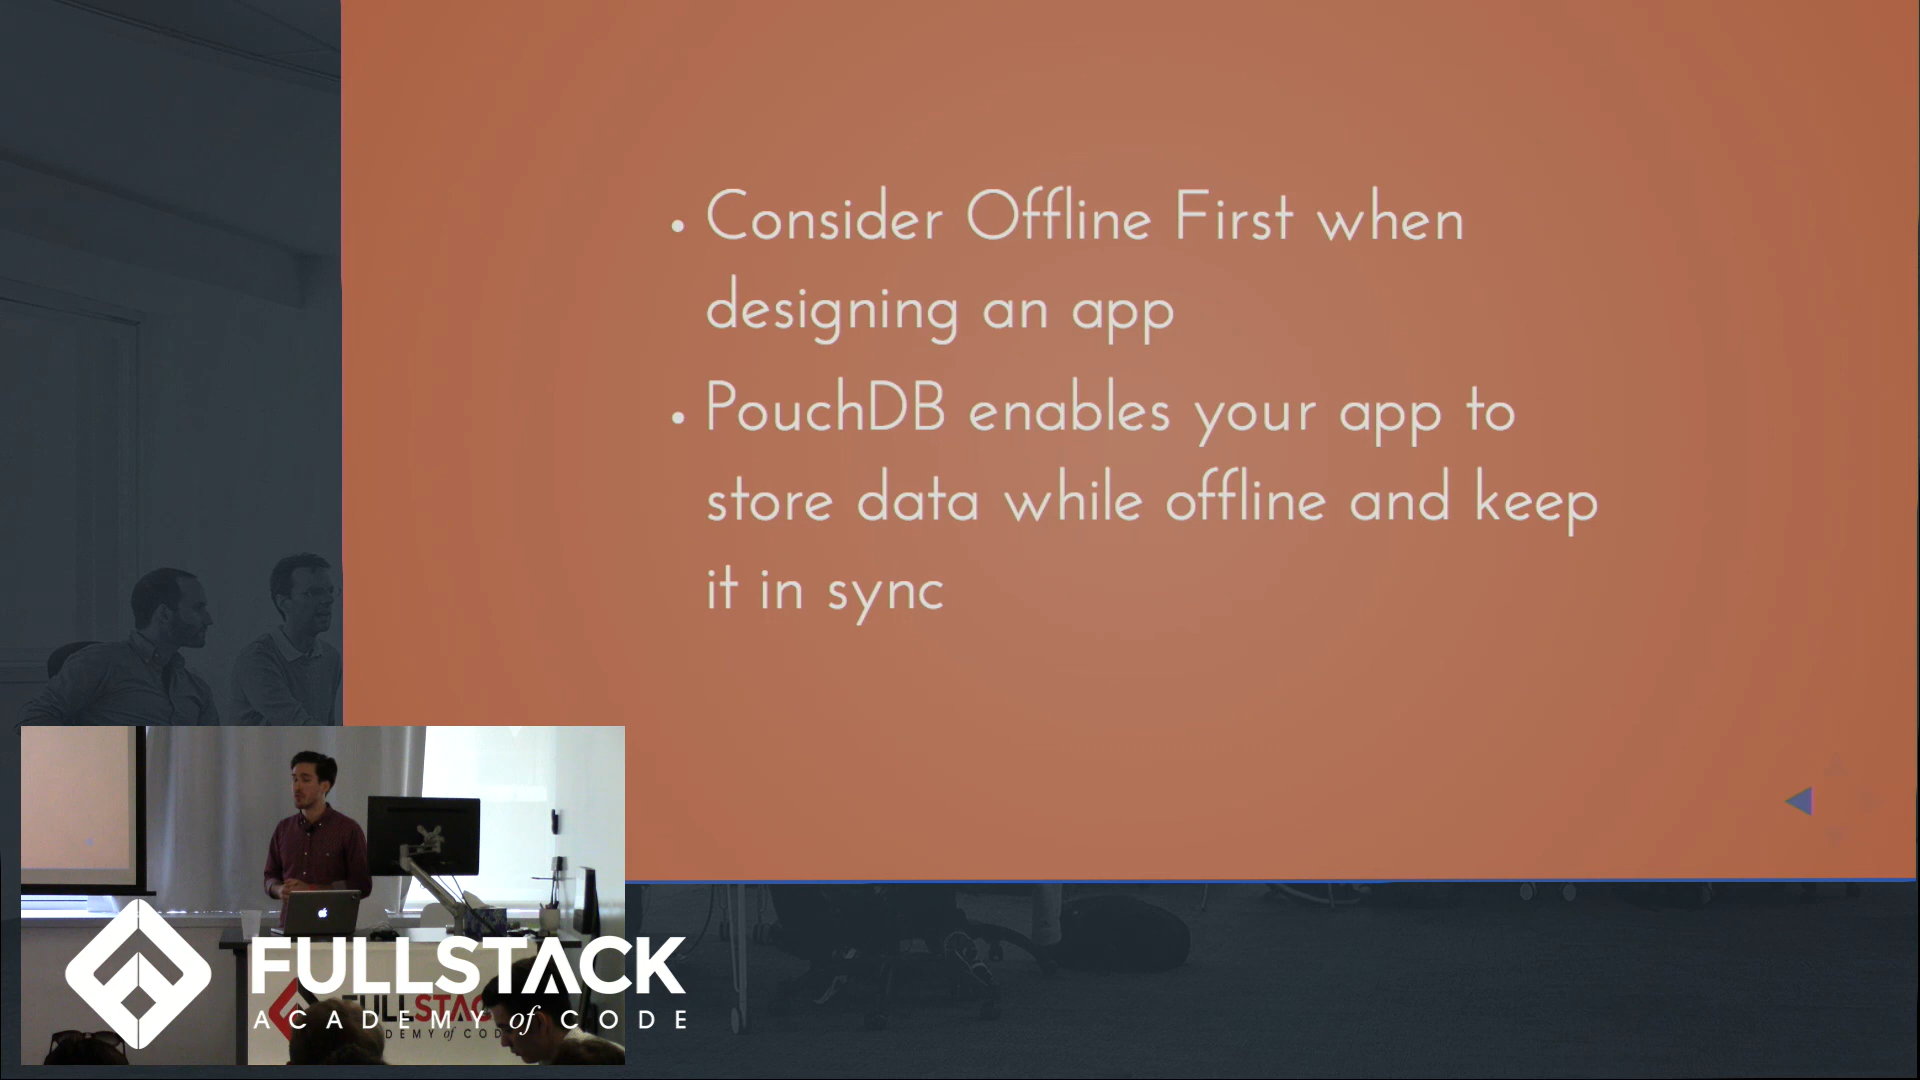 • Consider Offline First when
designing an app
• PouchDB enables your app to
store data while offline and keep
it in sync
FULLSTACK
ACADEMY of CODE